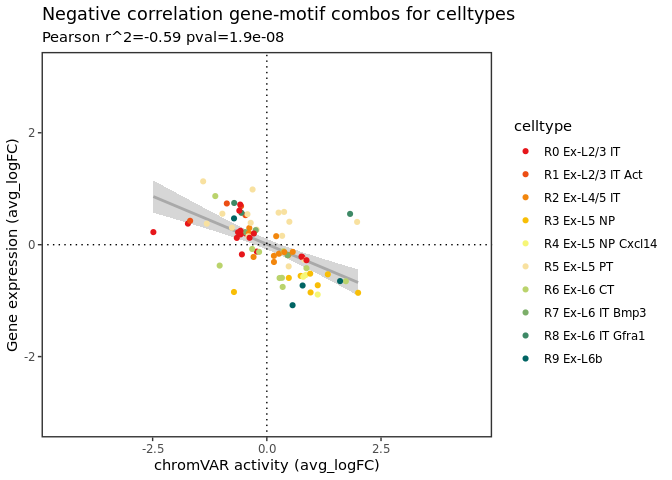 Negative correlation gene-motif combos for celltypes
Pearson r^2=-0.59 pval=1.9e-08
Gene expression (avg_logFC)
2
0
-2
-2.5
0.0
2.5
chromVAR activity (avg_logFC)
celltype
R0 Ex-L2/3 IT
R1 Ex-L2/3 IT Act
R2 Ex-L4/5 IT
R3 Ex-L5 NP
R4 Ex-L5 NP Cxcl14
R5 Ex-L5 PT
R6 Ex-L6 CT
R7 Ex-L6 IT Bmp3
R8 Ex-L6 IT Gfra1
R9 Ex-L6b